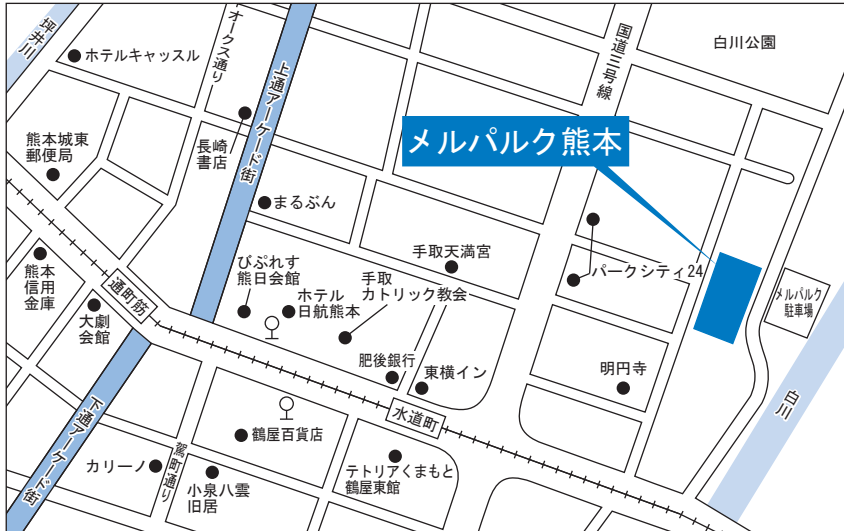 坪井川
ホテルキャッスル
オークス通り
上通アーケード街
国道三号線
白川公園
熊本城東
郵便局
長崎
書店
メルパルク熊本
まるぶん
手取天満宮
パークシティ24
熊本
信用
金庫
通町筋
大劇
会館
びぷれす
熊日会館
ホテル
日航熊本
手取
カトリック教会
メルパルク
駐車場
肥後銀行
東横イン
明円寺
白川
水道町
下通アーケード街
鶴屋百貨店
カリーノ
駕町通り
小泉八雲
旧居
テトリアくまもと
鶴屋東館